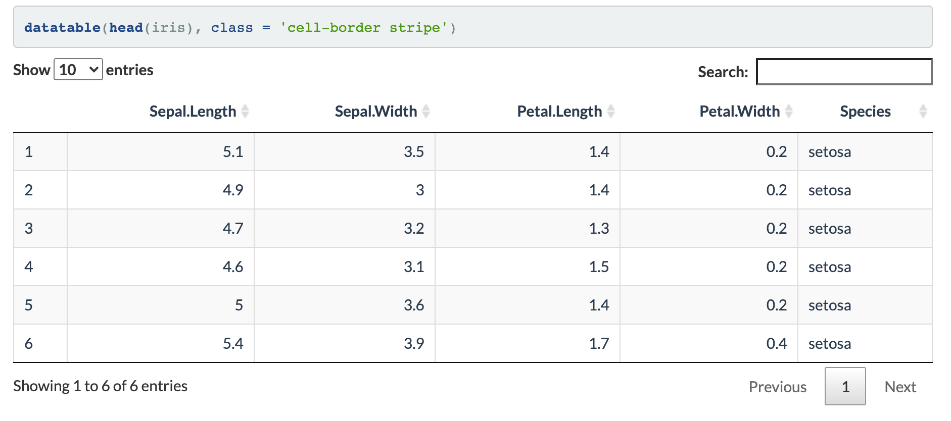 datatable(head(iris), class = 'cell-border stripe')
Show 10 entries Search:
Sepal.Length Sepal.Width Petal.Length Petal.Width Species
1 5.1 3.5 1.4 0.2 setosa
2 4.9 3 1.4 0.2 setosa
3 4.7 3.2 1.3 0.2 setosa
4 4.6 3.1 1.5 0.2 setosa
5 5 3.6 1.4 0.2 setosa
6 5.4 3.9 1.7 0.4 setosa
Showing 1 to 6 of 6 entries Previous 1 Next